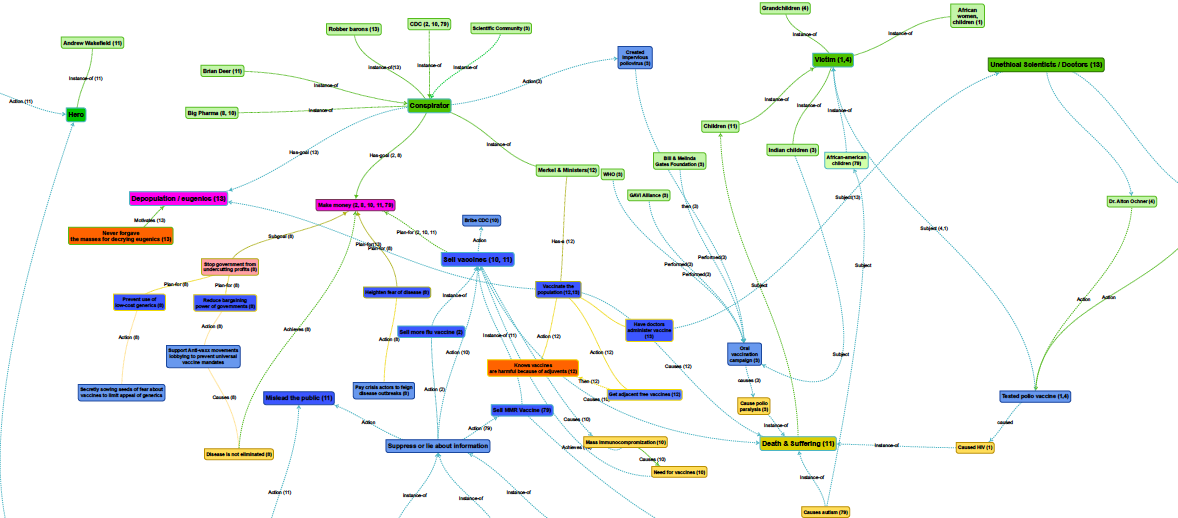 Grandchildren (4)
African
women,
children (1)
Instance-of
Instance-of
Robber barons (13)
CDC (2, 10, 79)
Scientific Community (5)
Andrew Wakefield (11)
Created
impervious
poliovirus (3)
Victim (1,4)
Unethical Scientists / Doctors (13)
Instance-of (11)
Brian Deer (11)
Instance-of(13)
Instance-of
Instance-of
Action(3)
Action (11)
Hero
Big Pharma (8, 10)
Instance-of
Conspirator
Instance-of
Instance-of
Instance-of
Children (11)
Has-goal (13)
Has-goal (2, 8)
Instance-of
Indian children (3)
African-american
children (79)
Merkel & Ministers(12)
WHO (3)
Bill & Melinda
Gates Foundation (5)
GAVI Alliance (5)
Depopulation / eugenics (13)
Make money (2, 8, 10, 11, 79)
then (3)
Subject(13)
Dr. Alton Ochner (4)
Motivates (13)
Never forgave
the masses for decrying eugenics (13)
Bribe CDC (10)
Action
Plan-for (2, 10, 11)
Subgoal (8)
Plan-for (8)
Has-a (12)
Subject (4,1)
Sell vaccines (10, 11)
Performed(3)
Performed(3)
Performed(3)
Stop government from
undercutting profits (8)
Plan-for (8)
Plan-for (8)
Subject
Subject
Prevent use of
low-cost generics (8)
Reduce bargaining
power of governments (8)
Heighten fear of disease (8)
Instance-of
Vaccinate the
population (12,13)
Action
Action
Achieves (8)
Action (8)
Action (8)
Action (8)
Sell more flu vaccine (2)
Instance-of (11)
Action (12)
Have doctors
administer vaccine
(13)
Support Anti-vaxx movements
lobbying to prevent universal
vaccine mandates
Action (10)
Action (12)
Oral
vaccination
campaign (3)
Subject
Knows vaccines
are harmful because of adjuvents (12)
Causes (12)
Then (12)
causes (3)
Secretly sowing seeds of fear about
vaccines to limit appeal of generics
Pay crisis actors to feign
disease outbreaks (8)
Action (2)
Get adjacent free vaccines (12)
Tested polio vaccine (1,4)
Causes (8)
Mislead the public (11)
Sell MMR Vaccine (79)
Cause polio
paralysis (3)
Action
Action (79)
Causes (10)
Instance-of
caused
Disease is not eliminated (8)
Suppress or lie about information
Mass immunocompromization (10)
Death & Suffering (11)
Instance-of
Caused HIV (1)
Causes (10)
Need for vaccines (10)
Instance-of
Action (11)
Instance-of
Instance-of
Instance-of
Causes autism (79)